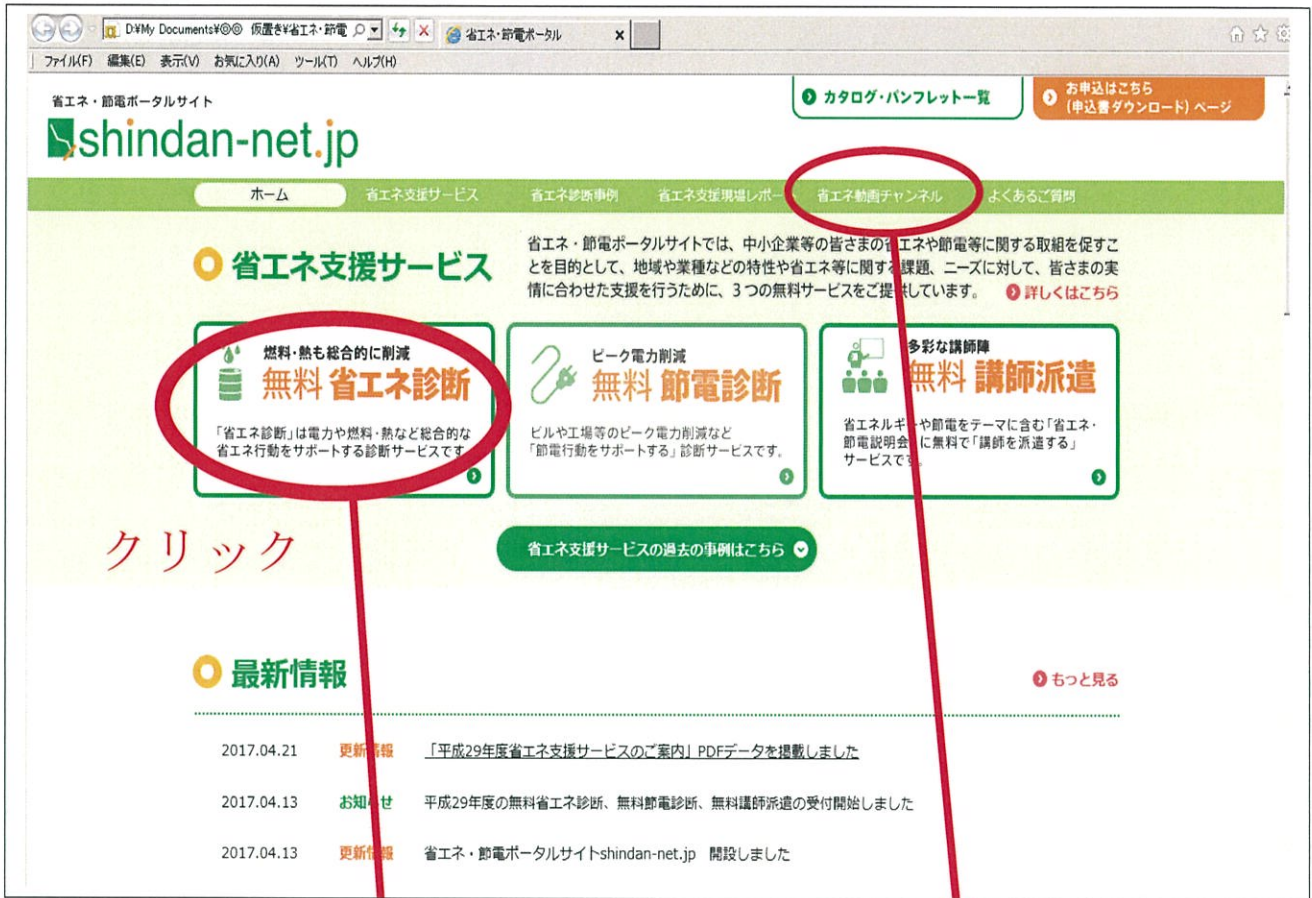 D:¥My Documents¥◎◎ 仮置き¥省エネ・節電
省エネ・節電ポータル
ファイル(F) 編集(E) 表示(V) お気に入り(A) ツール(T) ヘルプ(H)
省エネ・節電ポータルサイト
shindan-net.jp
カタログ・パンフレット一覧
お申込はこちら
(申込書ダウンロード) ページ
ホーム 省エネ支援サービス 省エネ診断事例 省エネ支援現場レポー 省エネ動画チャンネル よくあるご質問
省エネ支援サービス
省エネ・節電ポータルサイトでは、中小企業等の皆さまの省エネや節電等に関する取組を促すこ
とを目的として、地域や業種などの特性や省エネ等に関する課題、ニーズに対して、皆さまの実
情に合わせた支援を行うために、3つの無料サービスをご提供しています。 詳しくはこちら
燃料・熱も総合的に削減
無料 省エネ診断
「省エネ診断」は電力や燃料・熱など総合的な
省エネ行動をサポートする診断サービスです
ピーク電力削減
無料 節電診断
ビルや工場等のピーク電力削減など
「節電行動をサポートする」診断サービスです。
多彩な講師陣
無料 講師派遣
省エネルギーや節電をテーマに含む「省エネ・
節電説明会」に無料で「講師を派遣する」
サービスです。
クリック
省エネ支援サービスの過去の事例はこちら
最新情報
もっと見る
2017.04.21 更新情報 「平成29年度省エネ支援サービスのご案内」PDFデータを掲載しました
2017.04.13 お知らせ 平成29年度の無料省エネ診断、無料節電診断、無料講師派遣の受付開始しました
2017.04.13 更新情報 省エネ・節電ポータルサイトshindan-net.jp 開設しました